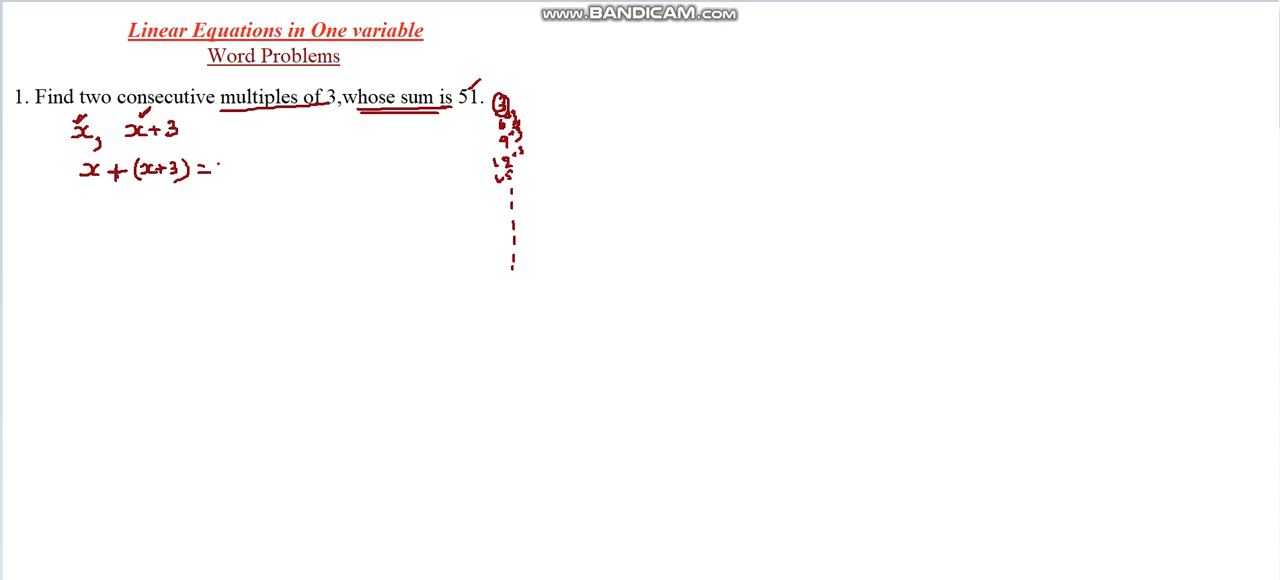 www.BANDICAM.com
Linear Equations in One variable
Word Problems
1. Find two consecutive multiples of 3,whose sum is 51.
x, x+3
x + (x+3) =
3
6
9
12
15